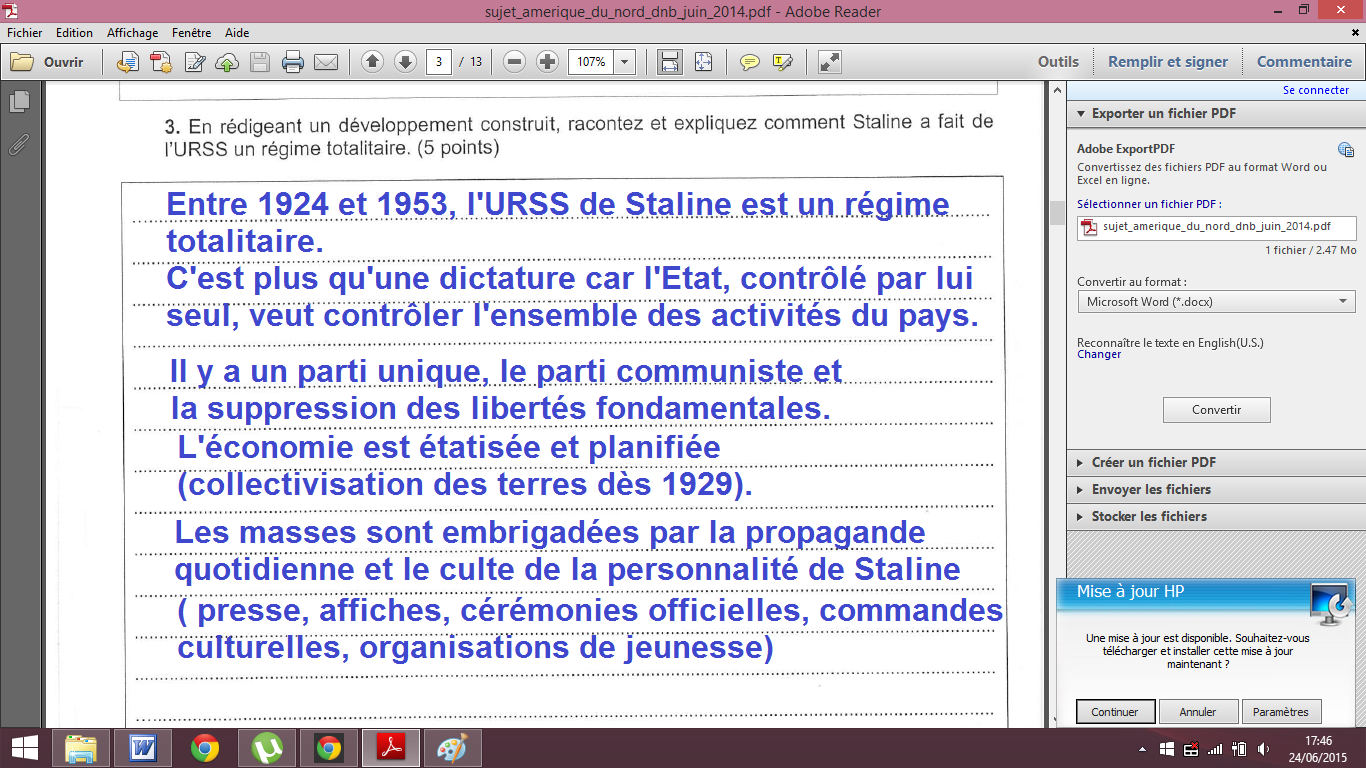 sujet_amerique_du_nord_dnb_juin_2014.pdf - Adobe Reader
Fichier Edition Affichage Fenêtre Aide
Ouvrir 3 / 13 107% Outils Remplir et signer Commentaire
Se connecter
3. En rédigeant un développement construit, racontez et expliquez comment Staline a fait de
l'URSS un régime totalitaire. (5 points)
Entre 1924 et 1953, l'URSS de Staline est un régime
totalitaire.
C'est plus qu'une dictature car l'Etat, contrôlé par lui
seul, veut contrôler l'ensemble des activités du pays.
Il y a un parti unique, le parti communiste et
la suppression des libertés fondamentales.
L'économie est étatisée et planifiée
(collectivisation des terres dès 1929).
Les masses sont embrigadées par la propagande
quotidienne et le culte de la personnalité de Staline
( presse, affiches, cérémonies officielles, commandes
culturelles, organisations de jeunesse)
Exporter un fichier PDF
Adobe ExportPDF
Convertissez des fichiers PDF au format Word ou
Excel en ligne.
Sélectionner un fichier PDF :
sujet_amerique_du_nord_dnb_juin_2014.pdf
1 fichier / 2.47 Mo
Convertir au format :
Microsoft Word (*.docx)
Reconnaître le texte en English(U.S.)
Changer
Convertir
Créer un fichier PDF
Envoyer les fichiers
Stocker les fichiers
Mise à jour HP
Une mise à jour est disponible. Souhaitez-vous
télécharger et installer cette mise à jour
maintenant ?
Continuer Annuler Paramètres
17:46
24/06/2015